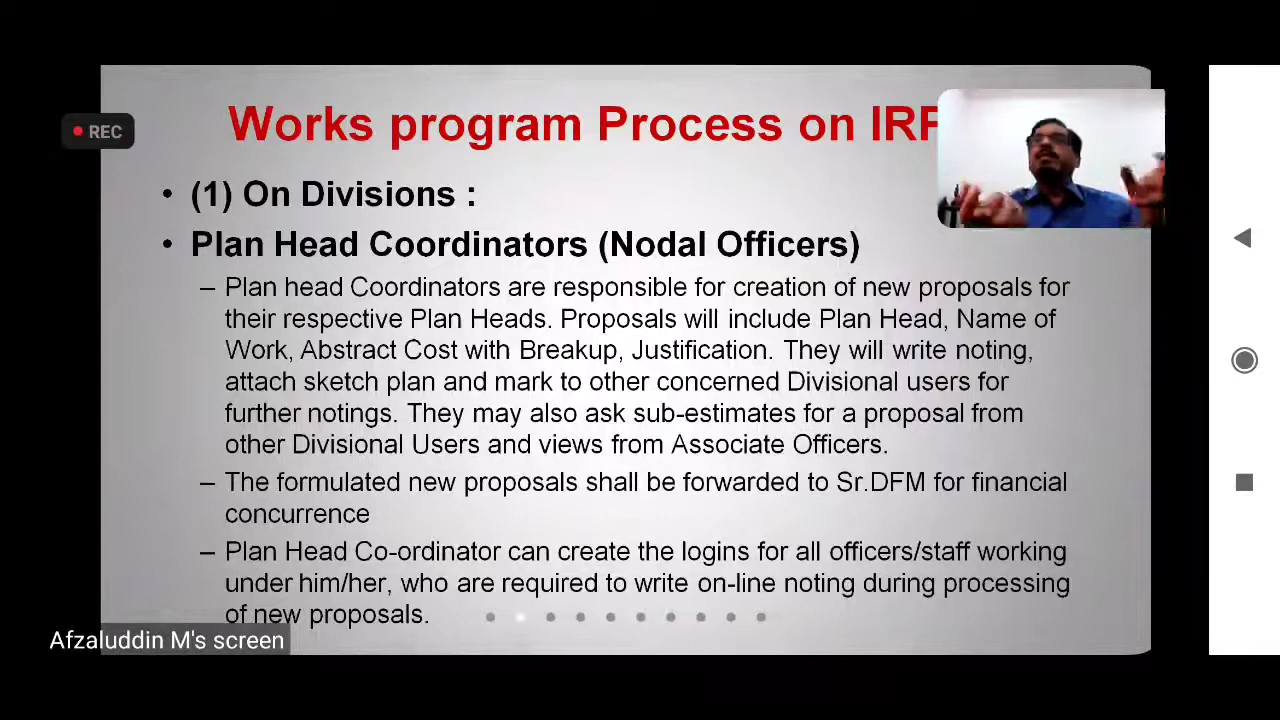 Works program Process on IRP
REC
• (1) On Divisions :
• Plan Head Coordinators (Nodal Officers)
– Plan head Coordinators are responsible for creation of new proposals for
their respective Plan Heads. Proposals will include Plan Head, Name of
Work, Abstract Cost with Breakup, Justification. They will write noting,
attach sketch plan and mark to other concerned Divisional users for
further notings. They may also ask sub-estimates for a proposal from
other Divisional Users and views from Associate Officers.
– The formulated new proposals shall be forwarded to Sr.DFM for financial
concurrence
– Plan Head Co-ordinator can create the logins for all officers/staff working
under him/her, who are required to write on-line noting during processing
of new proposals.
Afzaluddin M's screen